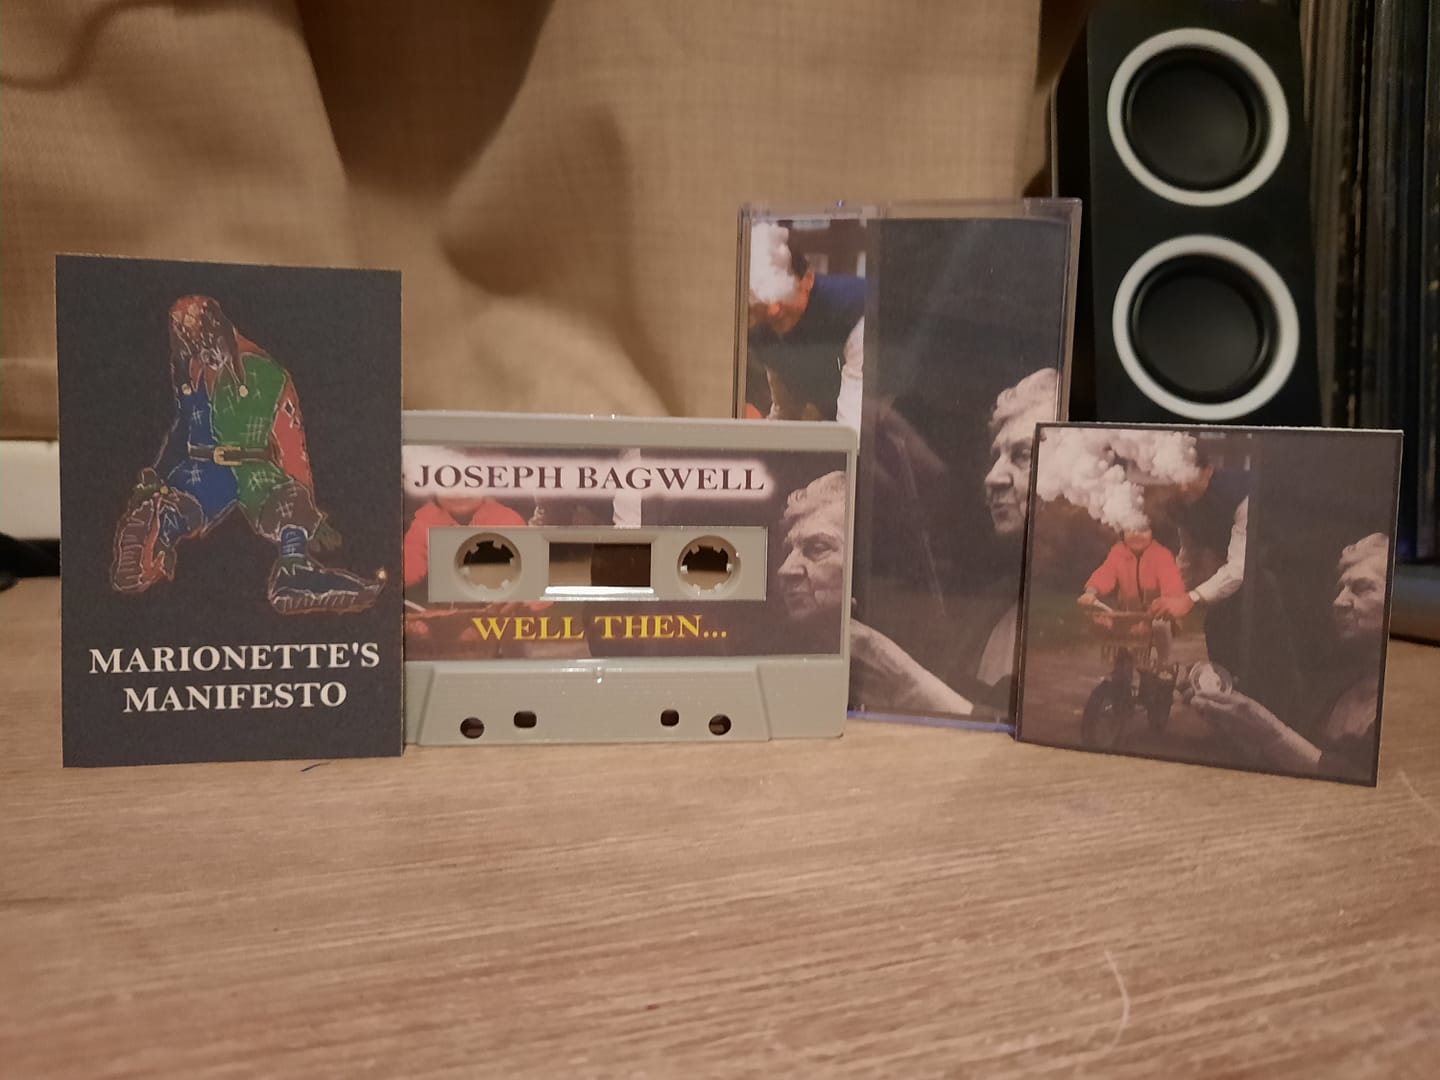 MARIONETTE'S
MANIFESTO
JOSEPH BAGWELL
WELL THEN...